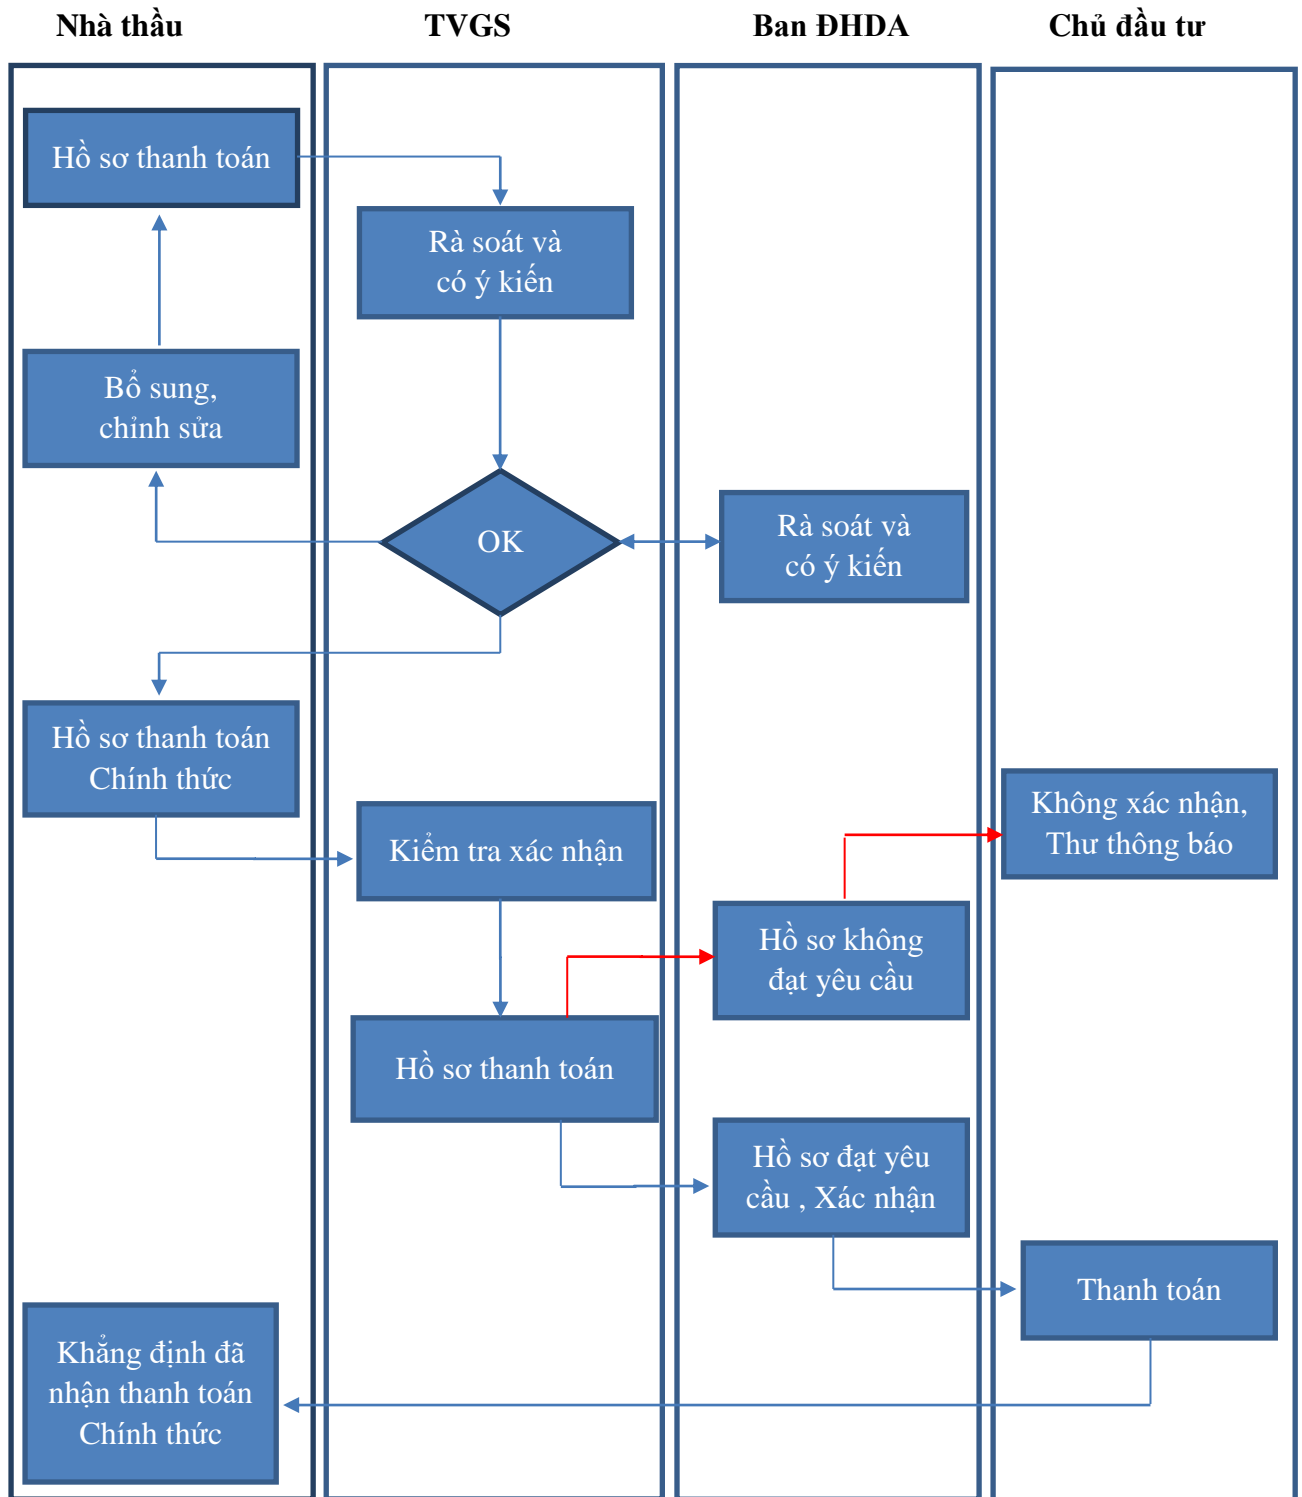 Nhà thầu
TVGS
Ban ĐHDA
Chủ đầu tư
Hồ sơ thanh toán
Rà soát và
có ý kiến
Bổ sung,
chỉnh sửa
OK
Rà soát và
có ý kiến
Hồ sơ thanh toán
Chính thức
Không xác nhận,
Thư thông báo
Kiểm tra xác nhận
Hồ sơ không
đạt yêu cầu
Hồ sơ thanh toán
Hồ sơ đạt yêu
cầu , Xác nhận
Thanh toán
Khẳng định đã
nhận thanh toán
Chính thức